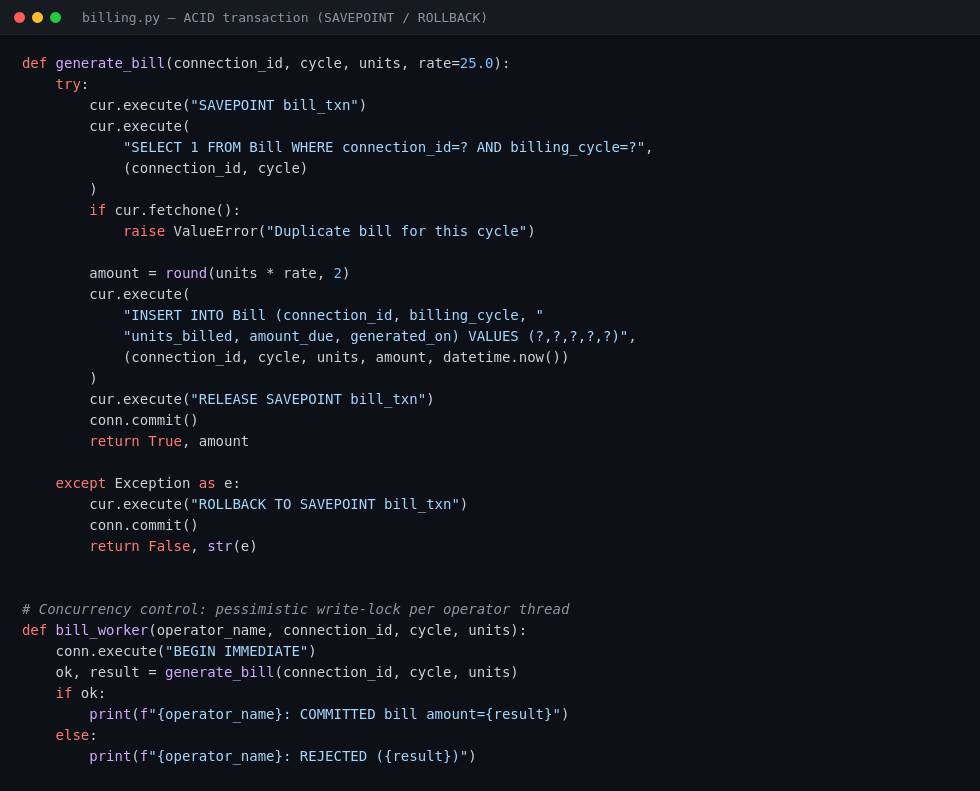 billing.py — ACID transaction (SAVEPOINT / ROLLBACK)
def generate_bill(connection_id, cycle, units, rate=25.0):
    try:
        cur.execute("SAVEPOINT bill_txn")
        cur.execute(
            "SELECT 1 FROM Bill WHERE connection_id=? AND billing_cycle=?",
            (connection_id, cycle)
        )
        if cur.fetchone():
            raise ValueError("Duplicate bill for this cycle")

        amount = round(units * rate, 2)
        cur.execute(
            "INSERT INTO Bill (connection_id, billing_cycle, "
            "units_billed, amount_due, generated_on) VALUES (?,?,?,?,?)",
            (connection_id, cycle, units, amount, datetime.now())
        )
        cur.execute("RELEASE SAVEPOINT bill_txn")
        conn.commit()
        return True, amount

    except Exception as e:
        cur.execute("ROLLBACK TO SAVEPOINT bill_txn")
        conn.commit()
        return False, str(e)


# Concurrency control: pessimistic write-lock per operator thread
def bill_worker(operator_name, connection_id, cycle, units):
    conn.execute("BEGIN IMMEDIATE")
    ok, result = generate_bill(connection_id, cycle, units)
    if ok:
        print(f"{operator_name}: COMMITTED bill amount={result}")
    else:
        print(f"{operator_name}: REJECTED ({result})")